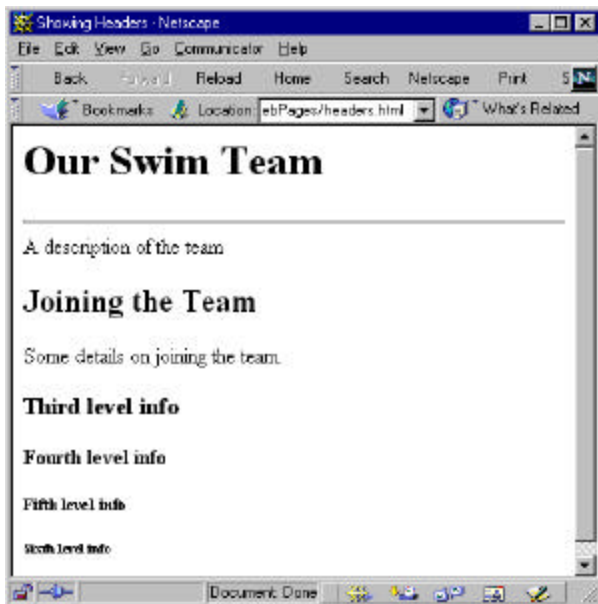 Showing Headers - Netscape
File Edit View Go Communicator Help
Back Forward Reload Home Search Netscape Print S N
Bookmarks Location: ebPages/headers.html What's Related
Our Swim Team
A description of the team
Joining the Team
Some details on joining the team.
Third level info
Fourth level info
Fifth level info
Sixth level info
Document: Done